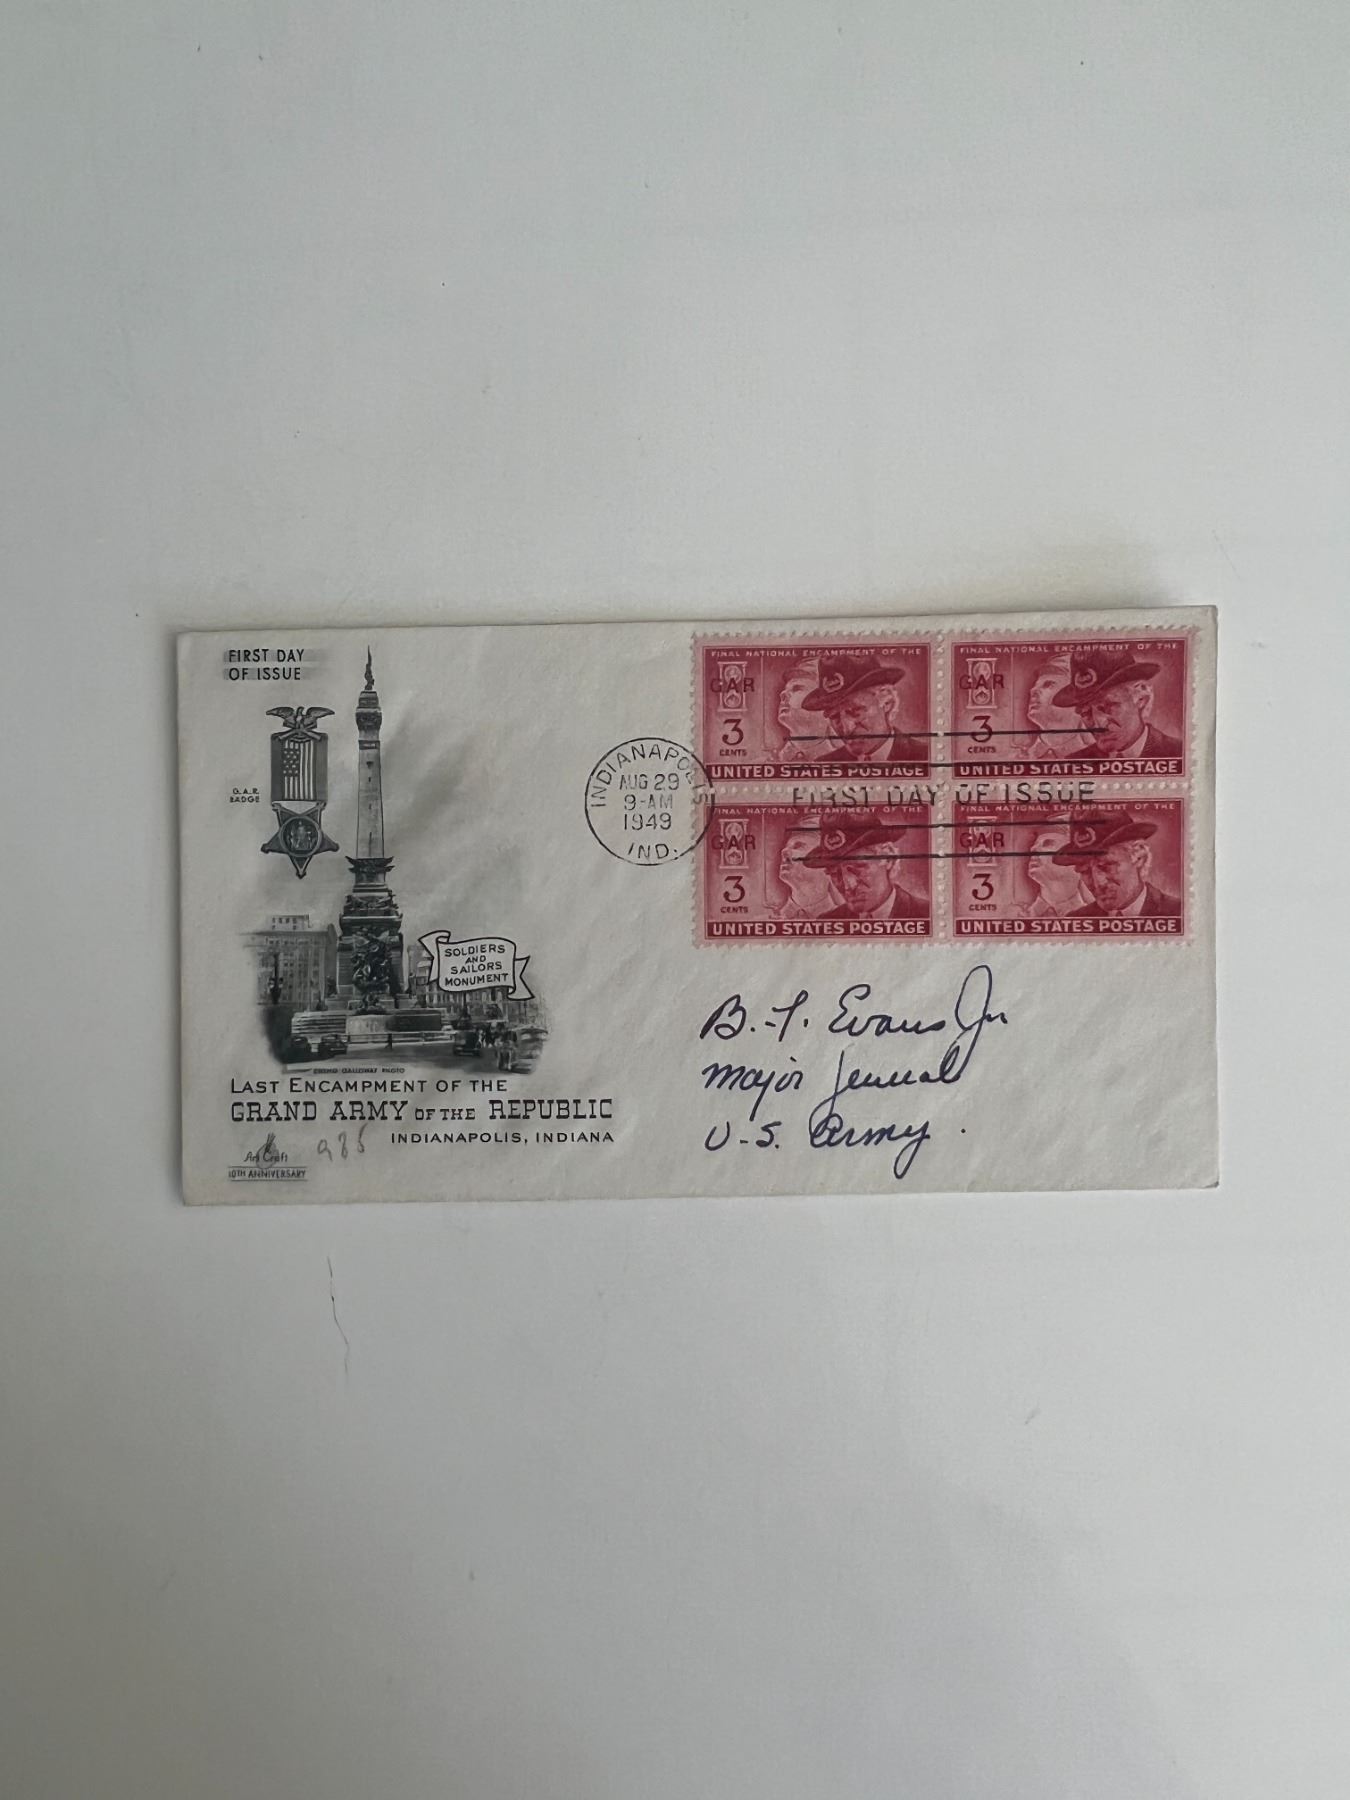 FIRST DAY
OF ISSUE
G.A.R.
BADGE
SOLDIERS
AND
SAILORS
MONUMENT
GALLOWAY PHOTO
LAST ENCAMPMENT OF THE
GRAND ARMY OF THE REPUBLIC
INDIANAPOLIS, INDIANA
Art Craft
10TH ANNIVERSARY
985
INDIANAPOLIS
AUG 29
9-AM
1949
IND.
FINAL NATIONAL ENCAMPMENT OF THE
GAR
3
CENTS
UNITED STATES POSTAGE
FINAL NATIONAL ENCAMPMENT OF THE
GAR
3
CENTS
UNITED STATES POSTAGE
FIRST DAY OF ISSUE
FINAL NATIONAL ENCAMPMENT OF THE
GAR
3
CENTS
UNITED STATES POSTAGE
FINAL NATIONAL ENCAMPMENT OF THE
GAR
3
CENTS
UNITED STATES POSTAGE
B. F. Evans Jr
Major General
U.S. Army.